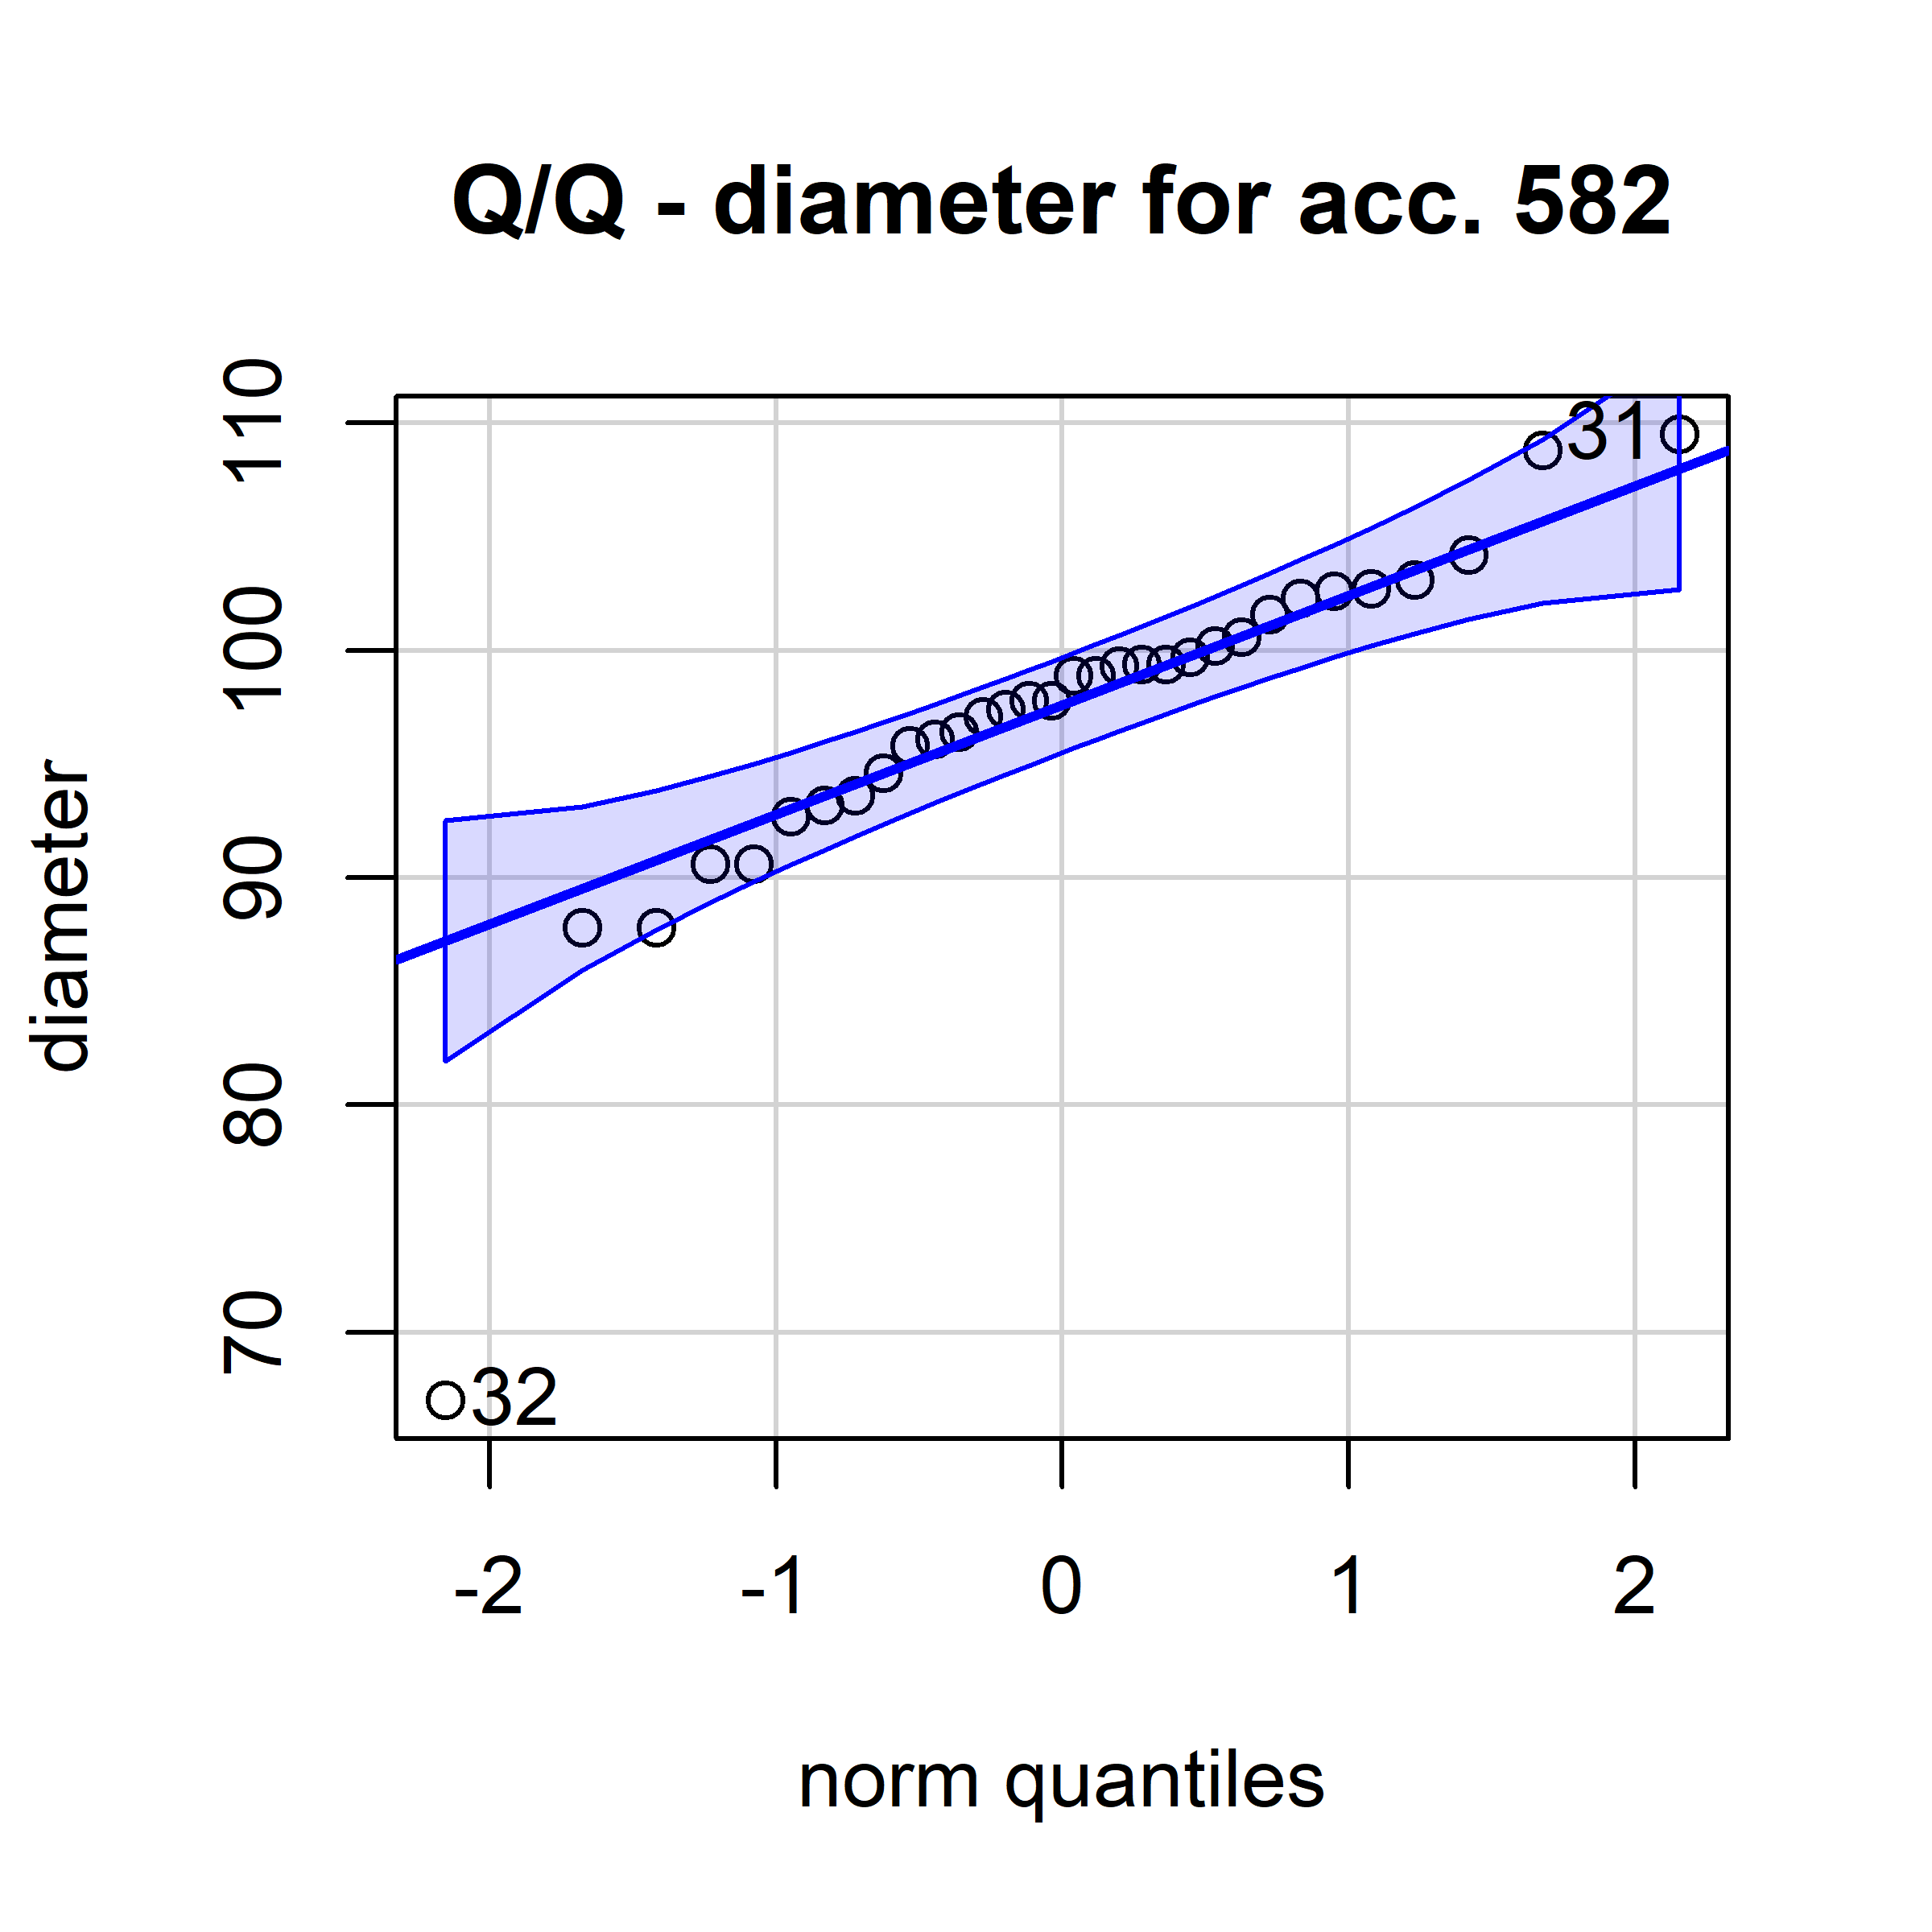 Q/Q - diameter for acc. 582
110
100
90
80
70
diameter
31
32
-2 -1 0 1 2
norm quantiles